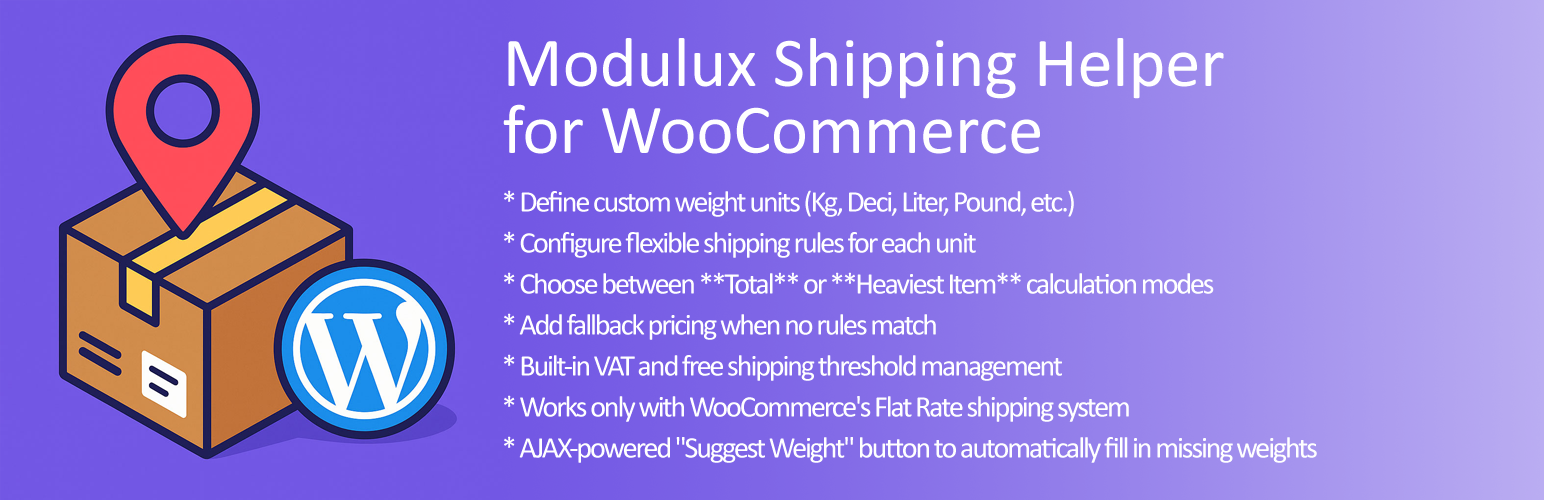 Modulux Shipping Helper
for WooCommerce
* Define custom weight units (Kg, Deci, Liter, Pound, etc.)
* Configure flexible shipping rules for each unit
* Choose between **Total** or **Heaviest Item** calculation modes
* Add fallback pricing when no rules match
* Built-in VAT and free shipping threshold management
* Works only with WooCommerce's Flat Rate shipping system
* AJAX-powered "Suggest Weight" button to automatically fill in missing weights